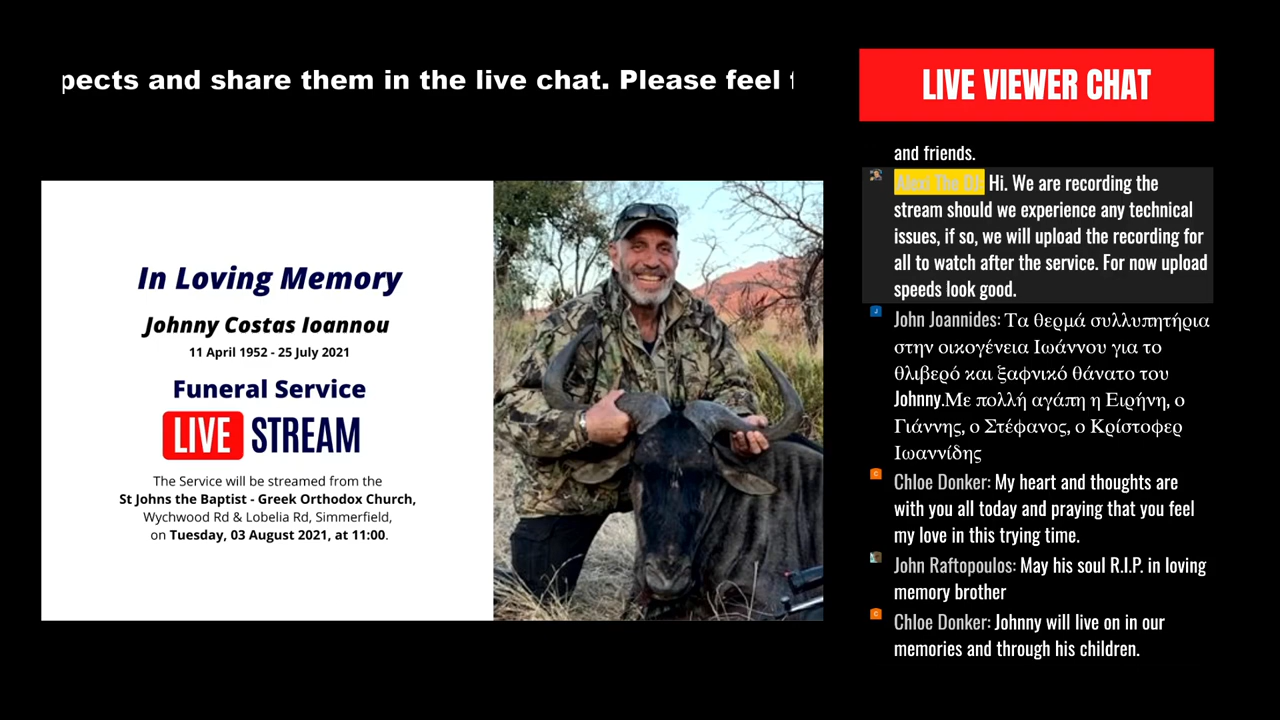 pects and share them in the live chat. Please feel
In Loving Memory
Johnny Costas Ioannou
11 April 1952 - 25 July 2021
Funeral Service
LIVE STREAM
The Service will be streamed from the
St Johns the Baptist - Greek Orthodox Church,
Wychwood Rd & Lobelia Rd, Simmerfield,
on Tuesday, 03 August 2021, at 11:00.
LIVE VIEWER CHAT
and friends.
Alexi The DJ: Hi. We are recording the
stream should we experience any technical
issues, if so, we will upload the recording for
all to watch after the service. For now upload
speeds look good.
John Joannides: Τα θερμά συλλυπητήρια
στην οικογένεια Ιωάννου για το
θλιβερό και ξαφνικό θάνατο του
Johnny.Με πολλή αγάπη η Ειρήνη, ο
Γιάννης, ο Στέφανος, ο Κρίστοφερ
Ιωαννίδης
Chloe Donker: My heart and thoughts are
with you all today and praying that you feel
my love in this trying time.
John Raftopoulos: May his soul R.I.P. in loving
memory brother
Chloe Donker: Johnny will live on in our
memories and through his children.